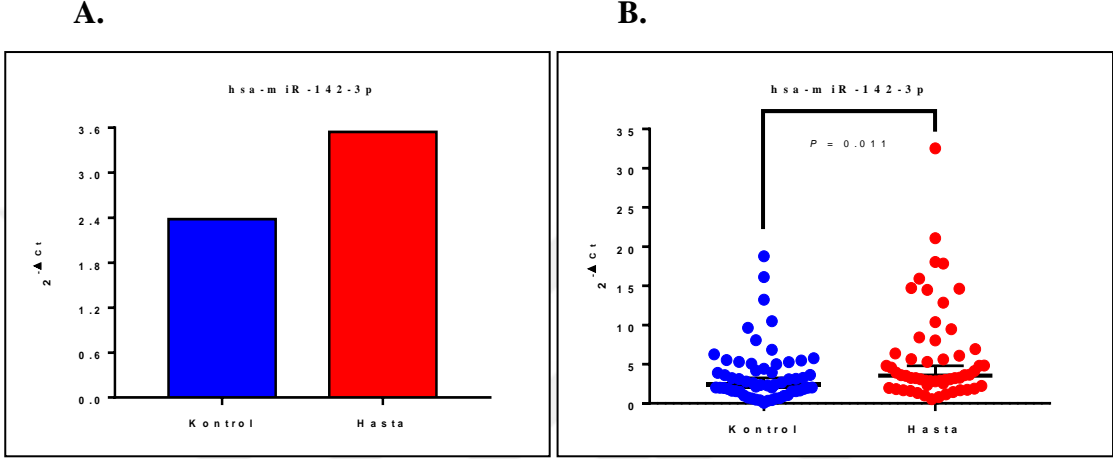 A.
B.
hsa-miR-142-3p
3.6
3.0
2.4
1.8
1.2
0.6
0.0
2^-ΔCt
Kontrol Hasta
hsa-miR-142-3p
P = 0.011
35
30
25
20
15
10
5
0
2^-ΔCt
Kontrol Hasta